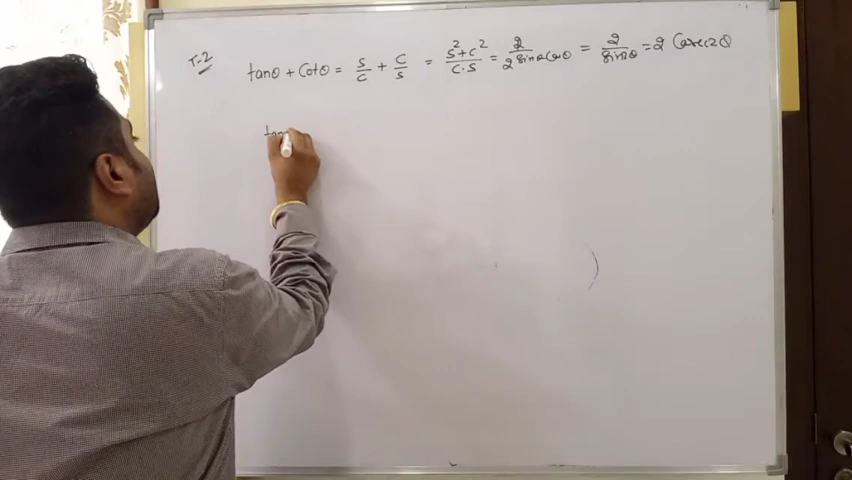 T-2
tanθ + Cotθ = S/C + C/S = S²+C²/C.S = 2/2 sinθ Cosθ = 2/sin2θ = 2 Cosec2θ
tan